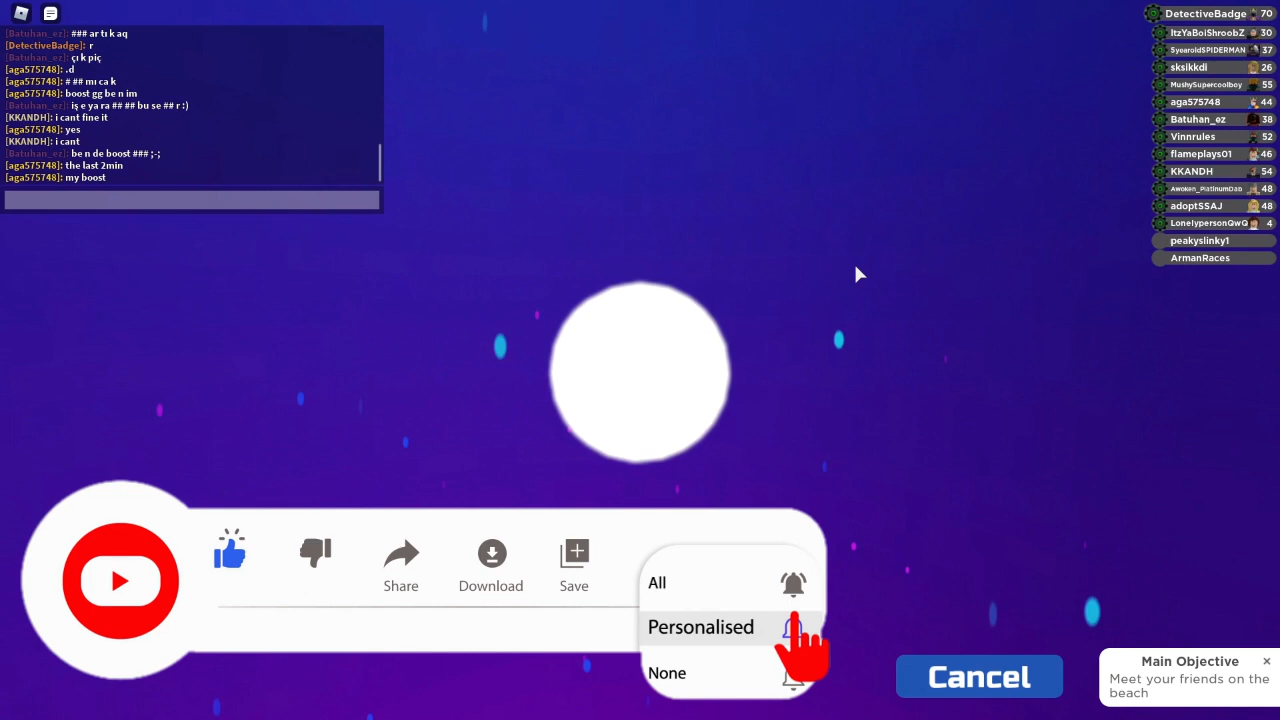 [Batuhan_ez]: ### ar tı k aq
[DetectiveBadge]: r
[Batuhan_ez]: çı k piç
[aga575748]: .d
[aga575748]: # ## mı ca k
[aga575748]: boost gg be n im
[Batuhan_ez]: iş e ya ra ## ## bu se ## r :)
[KKANDH]: i cant fine it
[aga575748]: yes
[KKANDH]: i cant
[Batuhan_ez]: be n de boost ### ;-;
[aga575748]: the last 2min
[aga575748]: my boost
DetectiveBadge 70
ItzYaBoiShroobZ 30
SyearoldSPIDERMAN 37
sksikkdi 26
MushySupercoolboy 55
aga575748 44
Batuhan_ez 38
Vinnrules 52
flameplays01 46
KKANDH 54
Awoken_PlatinumDab 48
adoptSSAJ 48
LonelypersonQwQ 4
peakyslinky1
ArmanRaces
Share
Download
Save
All
Personalised
None
Cancel
Main Objective ×
Meet your friends on the
beach